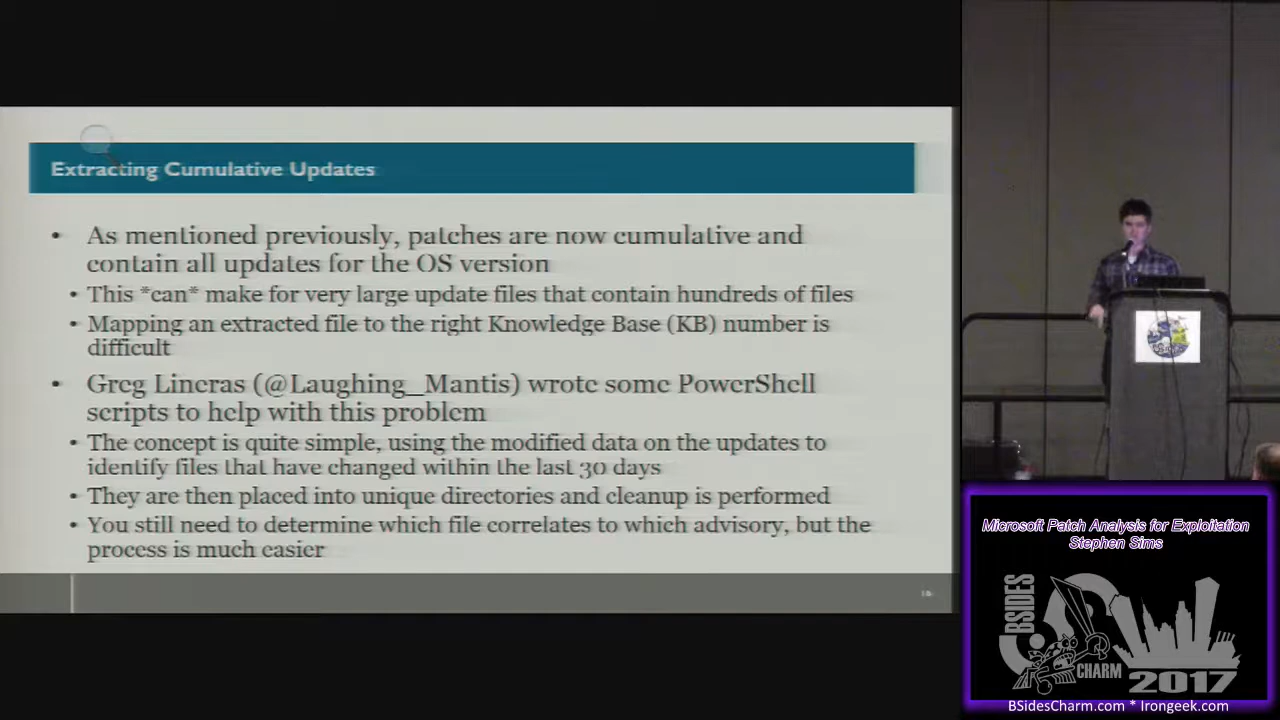 Extracting Cumulative Updates
• As mentioned previously, patches are now cumulative and
contain all updates for the OS version
• This *can* make for very large update files that contain hundreds of files
• Mapping an extracted file to the right Knowledge Base (KB) number is
difficult
• Greg Lineras (@Laughing_Mantis) wrote some PowerShell
scripts to help with this problem
• The concept is quite simple, using the modified data on the updates to
identify files that have changed within the last 30 days
• They are then placed into unique directories and cleanup is performed
• You still need to determine which file correlates to which advisory, but the
process is much easier
Microsoft Patch Analysis for Exploitation
Stephen Sims
BSIDES
CHARM
2017
BSidesCharm.com * Irongeek.com